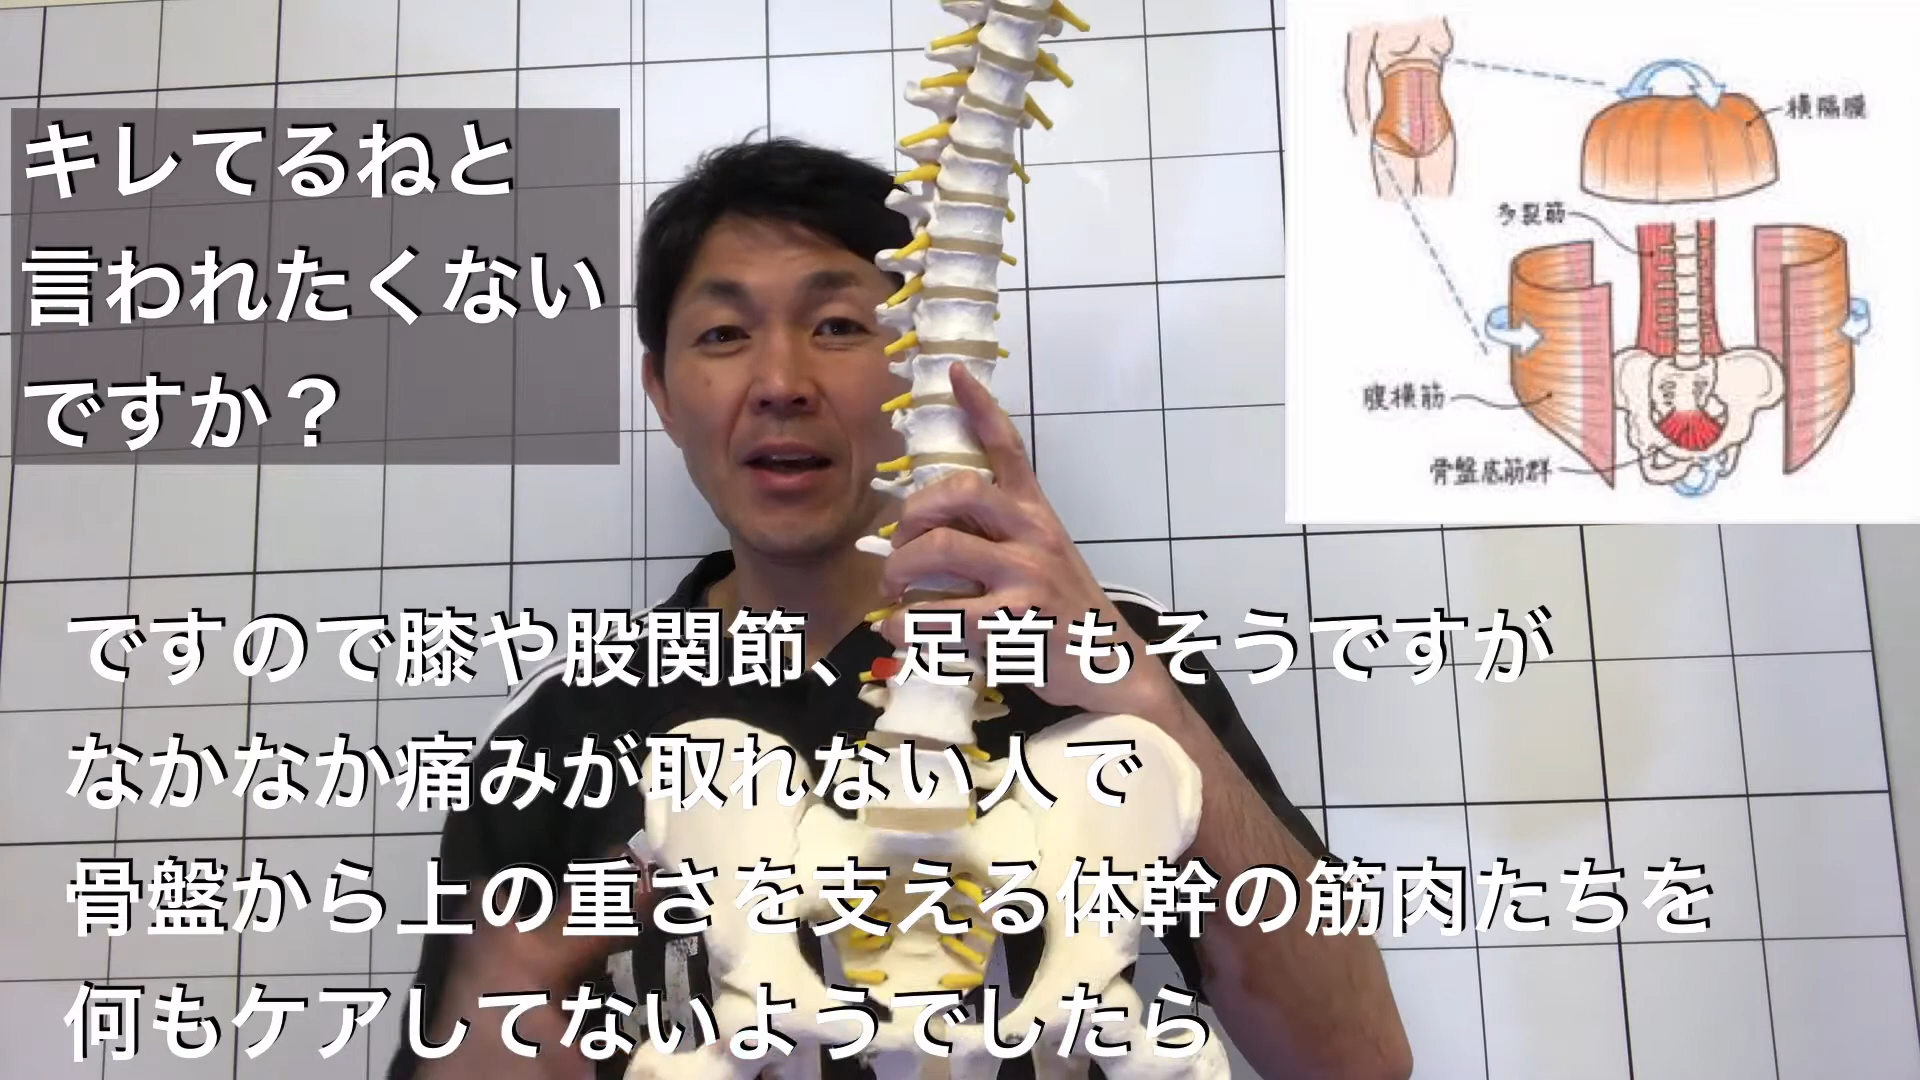 キレてるねと
言われたくない
ですか？
横隔膜
多裂筋
腹横筋
骨盤底筋群
ですので膝や股関節、足首もそうですが
なかなか痛みが取れない人で
骨盤から上の重さを支える体幹の筋肉たちを
何もケアしてないようでしたら